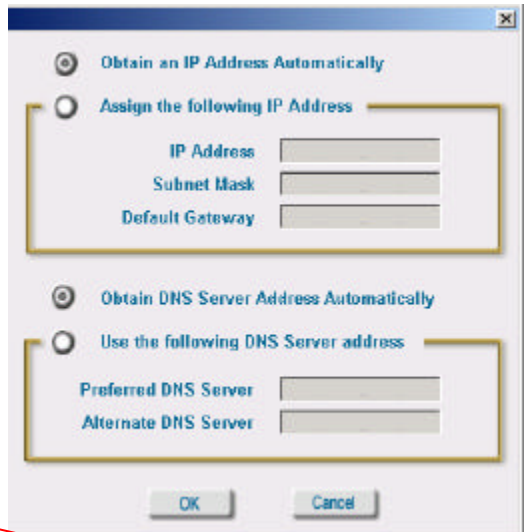 Obtain an IP Address Automatically
Assign the following IP Address
IP Address
Subnet Mask
Default Gateway
Obtain DNS Server Address Automatically
Use the following DNS Server address
Preferred DNS Server
Alternate DNS Server
OK
Cancel